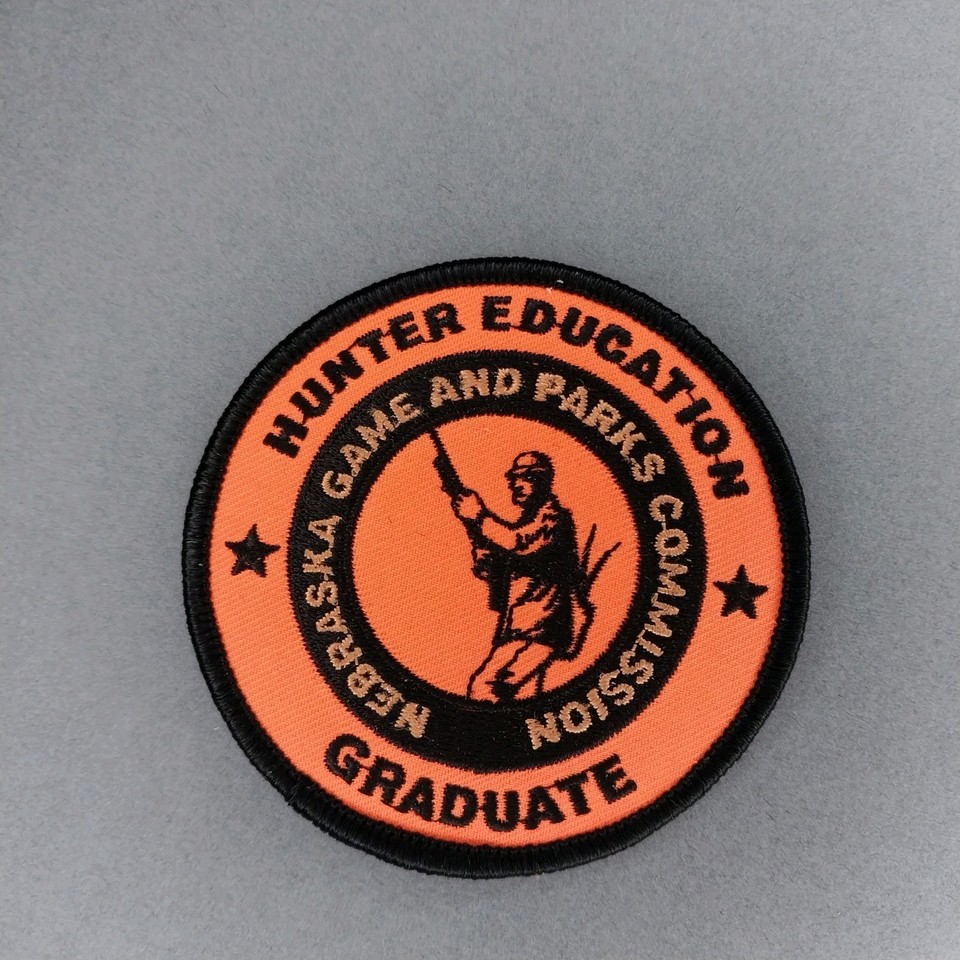 HUNTER EDUCATION
NEBRASKA GAME AND PARKS COMMISSION
GRADUATE